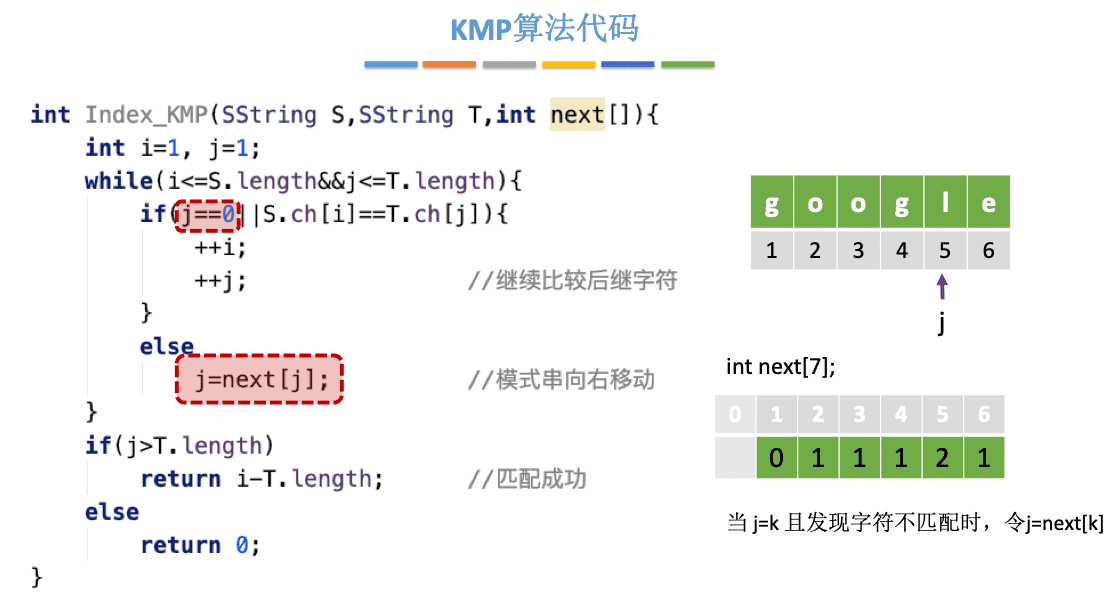 KMP算法代码
int Index_KMP(SString S,SString T,int next[]){
int i=1, j=1;
while(i<=S.length&&j<=T.length){
if(j==0||S.ch[i]==T.ch[j]){
++i;
++j; //继续比较后继字符
}
else
j=next[j]; //模式串向右移动
}
if(j>T.length)
return i-T.length; //匹配成功
else
return 0;
}
g o o g l e
1 2 3 4 5 6
j
int next[7];
0 1 2 3 4 5 6
0 1 1 1 2 1
当 j=k 且发现字符不匹配时，令j=next[k]